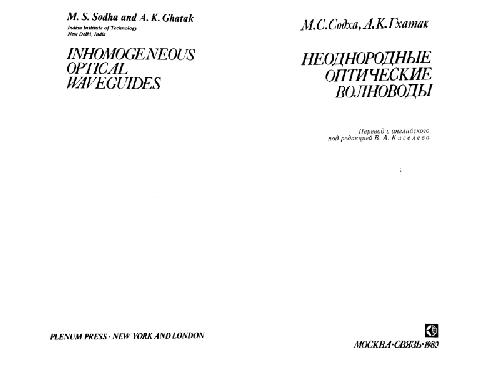 M. S. Sodha and A. K. Ghatak
Indian Institute of Technology
New Delhi, India
INHOMOGENEOUS
OPTICAL
WAVEGUIDES
PLENUM PRESS · NEW YORK AND LONDON
М.С.Содха, А.К.Гхатак
НЕОДНОРОДНЫЕ
ОПТИЧЕСКИЕ
ВОЛНОВОДЫ
Перевод с английского
под редакцией В. А.
МОСКВА·СВЯЗЬ·1980